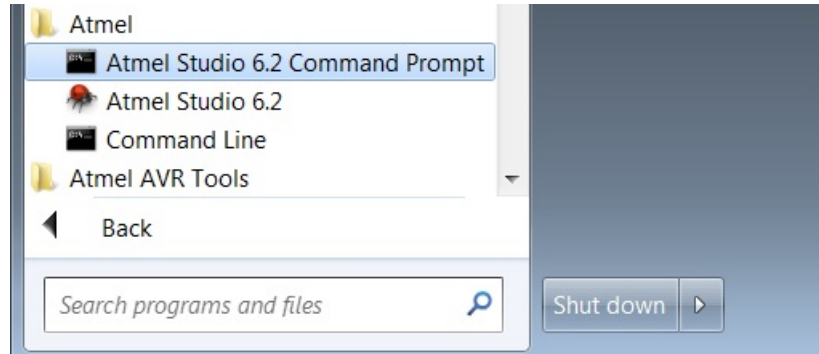 Atmel
Atmel Studio 6.2 Command Prompt
Atmel Studio 6.2
Command Line
Atmel AVR Tools
Back
Search programs and files
Shut down